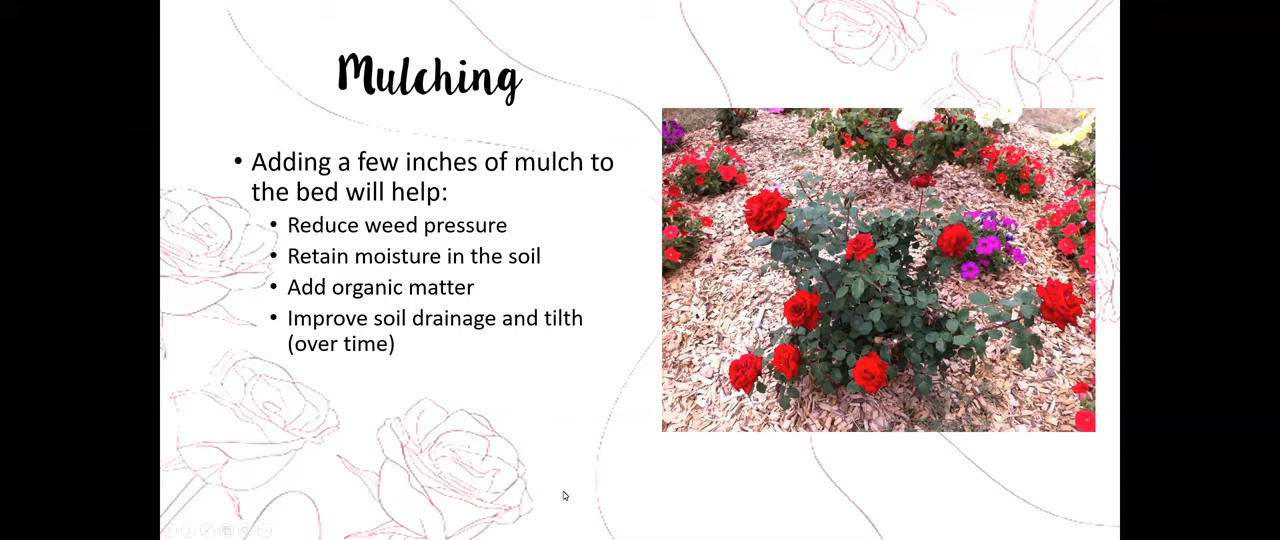 Mulching
• Adding a few inches of mulch to
the bed will help:
• Reduce weed pressure
• Retain moisture in the soil
• Add organic matter
• Improve soil drainage and tilth
(over time)